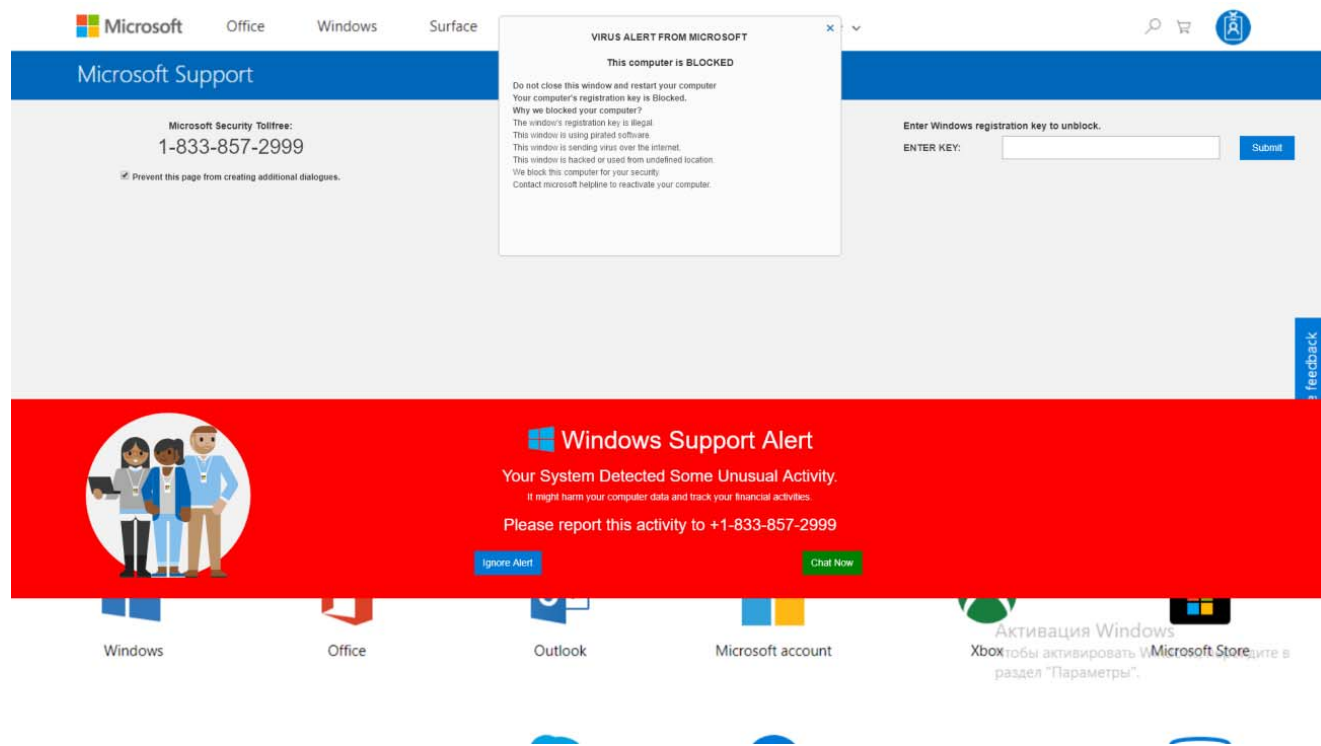 Microsoft
Office
Windows
Surface
VIRUS ALERT FROM MICROSOFT
×
This computer is BLOCKED
Do not close this window and restart your computer
Your computer's registration key is Blocked.
Why we blocked your computer?
The window's registration key is illegal.
This window is using pirated software.
This window is sending virus over the internet.
This window is hacked or used from undefined location.
We block this computer for your security.
Contact microsoft helpline to reactivate your computer.
Microsoft Support
Microsoft Security Tollfree:
1-833-857-2999
Prevent this page from creating additional dialogues.
Enter Windows registration key to unblock.
ENTER KEY:
Submit
feedback
Windows Support Alert
Your System Detected Some Unusual Activity.
It might harm your computer data and track your financial activities.
Please report this activity to +1-833-857-2999
Ignore Alert
Chat Now
Windows
Office
Outlook
Microsoft account
Xbox
Microsoft Store
Активация Windows
Чтобы активировать
раздел "Параметры".